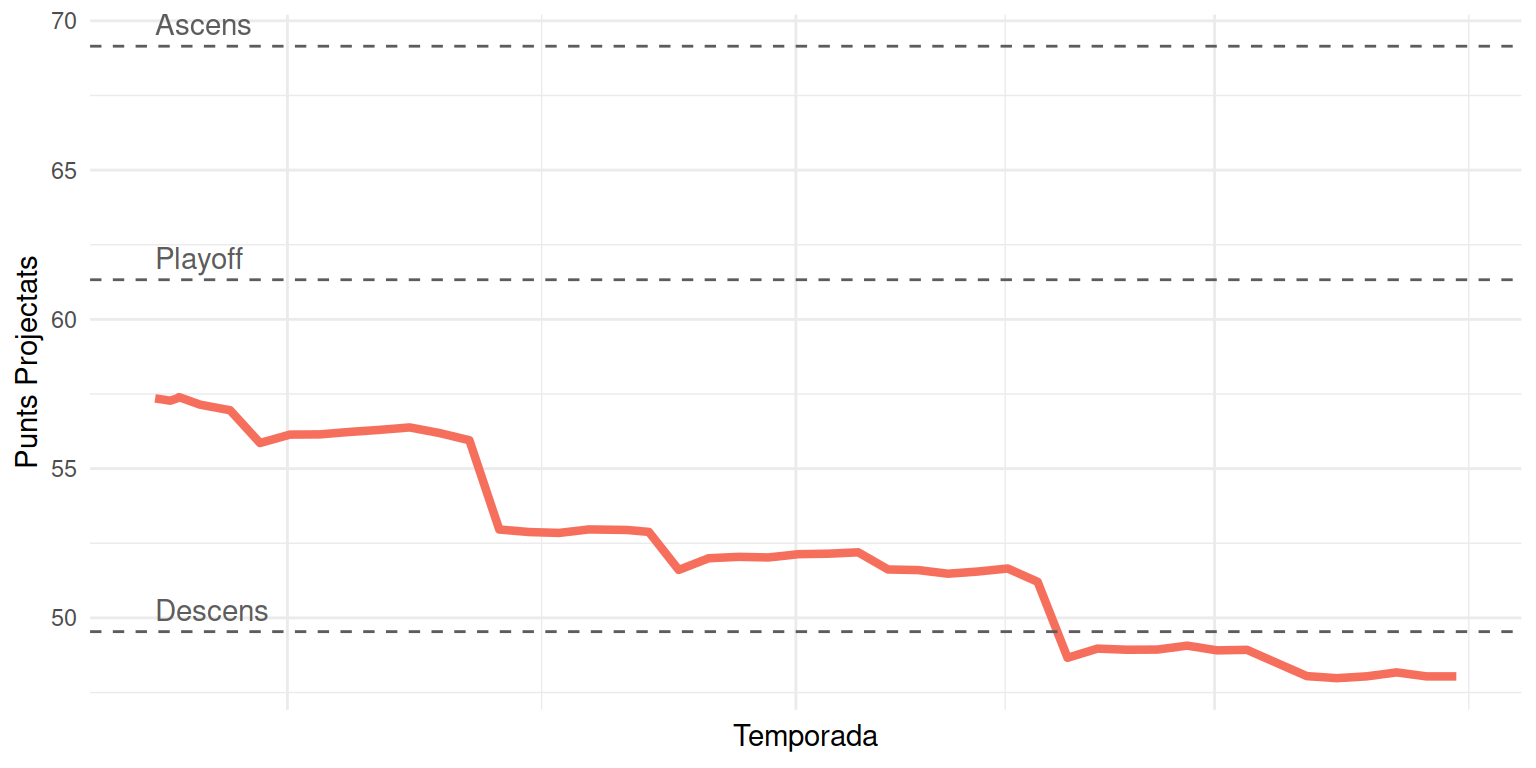 70
Ascens
65
Playoff
60
Punts Projectats
55
Descens
50
Temporada